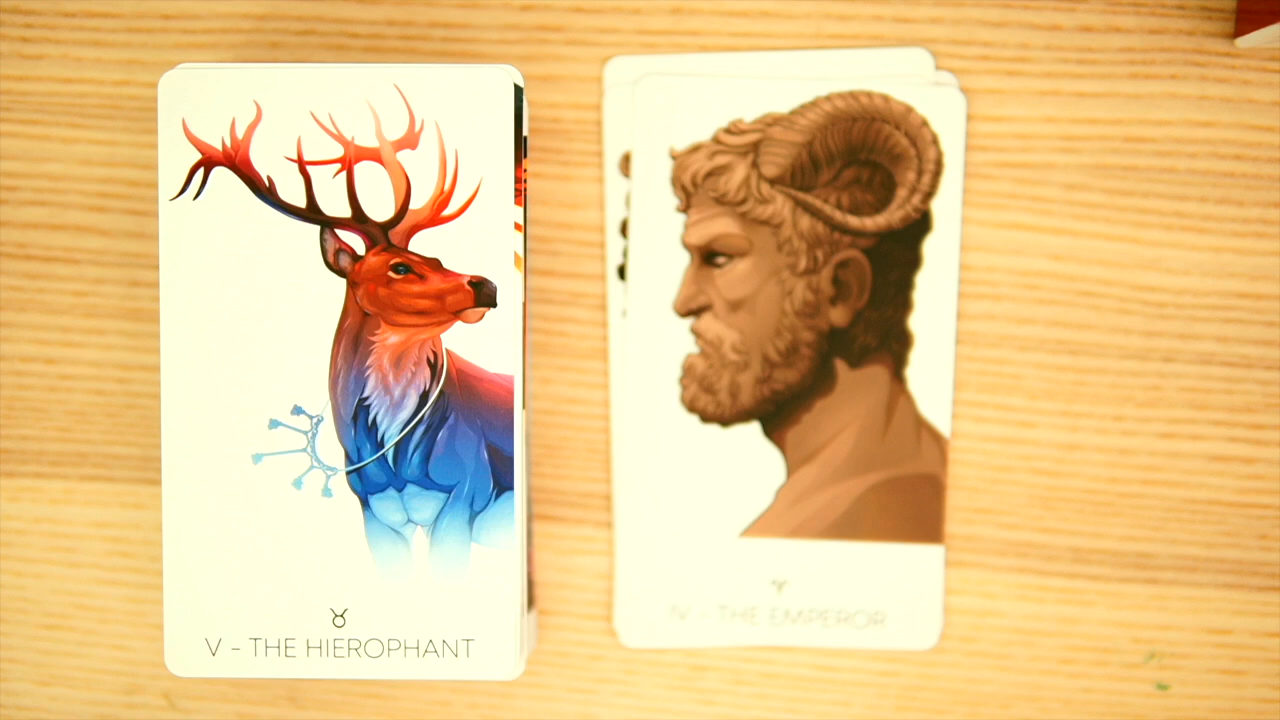 ♉
V - THE HIEROPHANT
♈
IV - THE EMPEROR